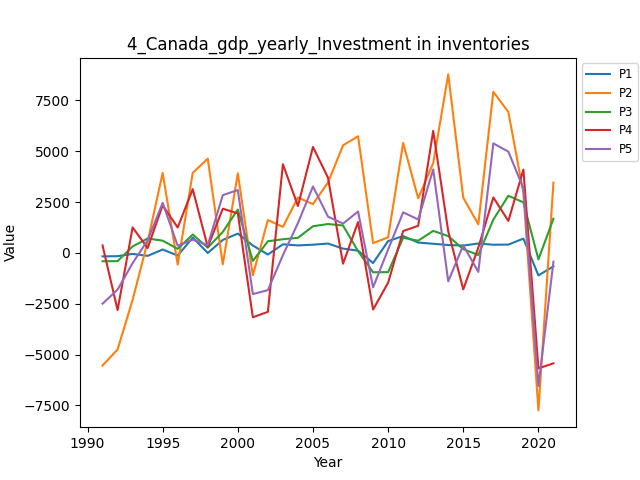 4_Canada_gdp_yearly_Investment in inventories
P1
P2
P3
P4
P5
Value
7500
5000
2500
0
−2500
−5000
−7500
1990 1995 2000 2005 2010 2015 2020
Year